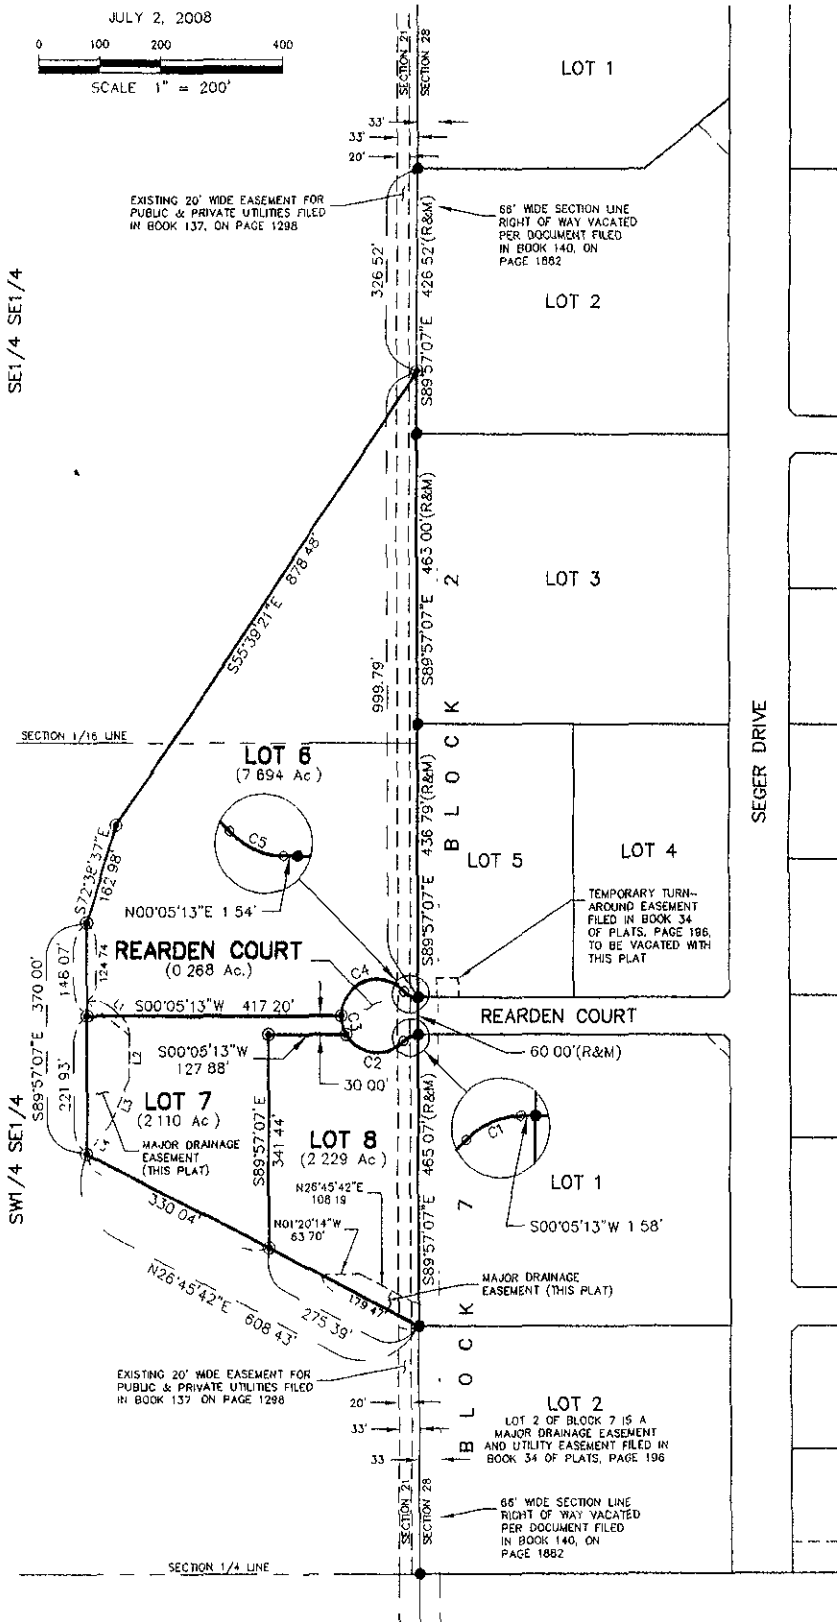 JULY 2, 2008
0 100 200 400
SCALE 1" = 200'
SECTION 21
SECTION 28
LOT 1
33'
33'
20'
EXISTING 20' WIDE EASEMENT FOR
PUBLIC & PRIVATE UTILITIES FILED
IN BOOK 137, ON PAGE 1298
66' WIDE SECTION LINE
RIGHT OF WAY VACATED
PER DOCUMENT FILED
IN BOOK 140, ON
PAGE 1882
SE1/4 SE1/4
326 52'
S89°57'07"E 426 52'(R&M)
LOT 2
S55°39'21"E 878 48'
999.79'
S89°57'07"E 463 00'(R&M)
LOT 3
BLOCK 2
SEGER DRIVE
SECTION 1/16 LINE
LOT 6
(7 694 Ac )
C5
N00°05'13"E 1 54'
S89°57'07"E 436 79'(R&M)
LOT 5
LOT 4
TEMPORARY TURN-
AROUND EASEMENT
FILED IN BOOK 34
OF PLATS, PAGE 196,
TO BE VACATED WITH
THIS PLAT
S72°38'37"E
162 98'
REARDEN COURT
(0 268 Ac.)
S89°57'07"E 370 00'
148 07'
124 74
C4
S00°05'13"W 417 20'
C3
REARDEN COURT
S00°05'13"W
127 88'
30 00'
C2
60 00'(R&M)
221 93'
L2
L3
L4
LOT 7
(2 110 Ac )
MAJOR DRAINAGE
EASEMENT
(THIS PLAT)
S89°57'07'E
341 44'
LOT 8
(2 229 Ac )
S89°57'07"E 465 07'(R&M)
C1
LOT 1
S00°05'13"W 1 58'
SW1/4 SE1/4
N26°45'42"E
108 19
N01°20'14"W
63 70'
330 04'
179.47'
275 39'
N26°45'42"E 608 43'
MAJOR DRAINAGE
EASEMENT (THIS PLAT)
BLOCK 7
EXISTING 20' WIDE EASEMENT FOR
PUBLIC & PRIVATE UTILITIES FILED
IN BOOK 137 ON PAGE 1298
20'
33'
33
LOT 2
LOT 2 OF BLOCK 7 IS A
MAJOR DRAINAGE EASEMENT
AND UTILITY EASEMENT FILED IN
BOOK 34 OF PLATS, PAGE 196
SECTION 21
SECTION 28
66' WIDE SECTION LINE
RIGHT OF WAY VACATED
PER DOCUMENT FILED
IN BOOK 140, ON
PAGE 1882
SECTION 1/4 LINE